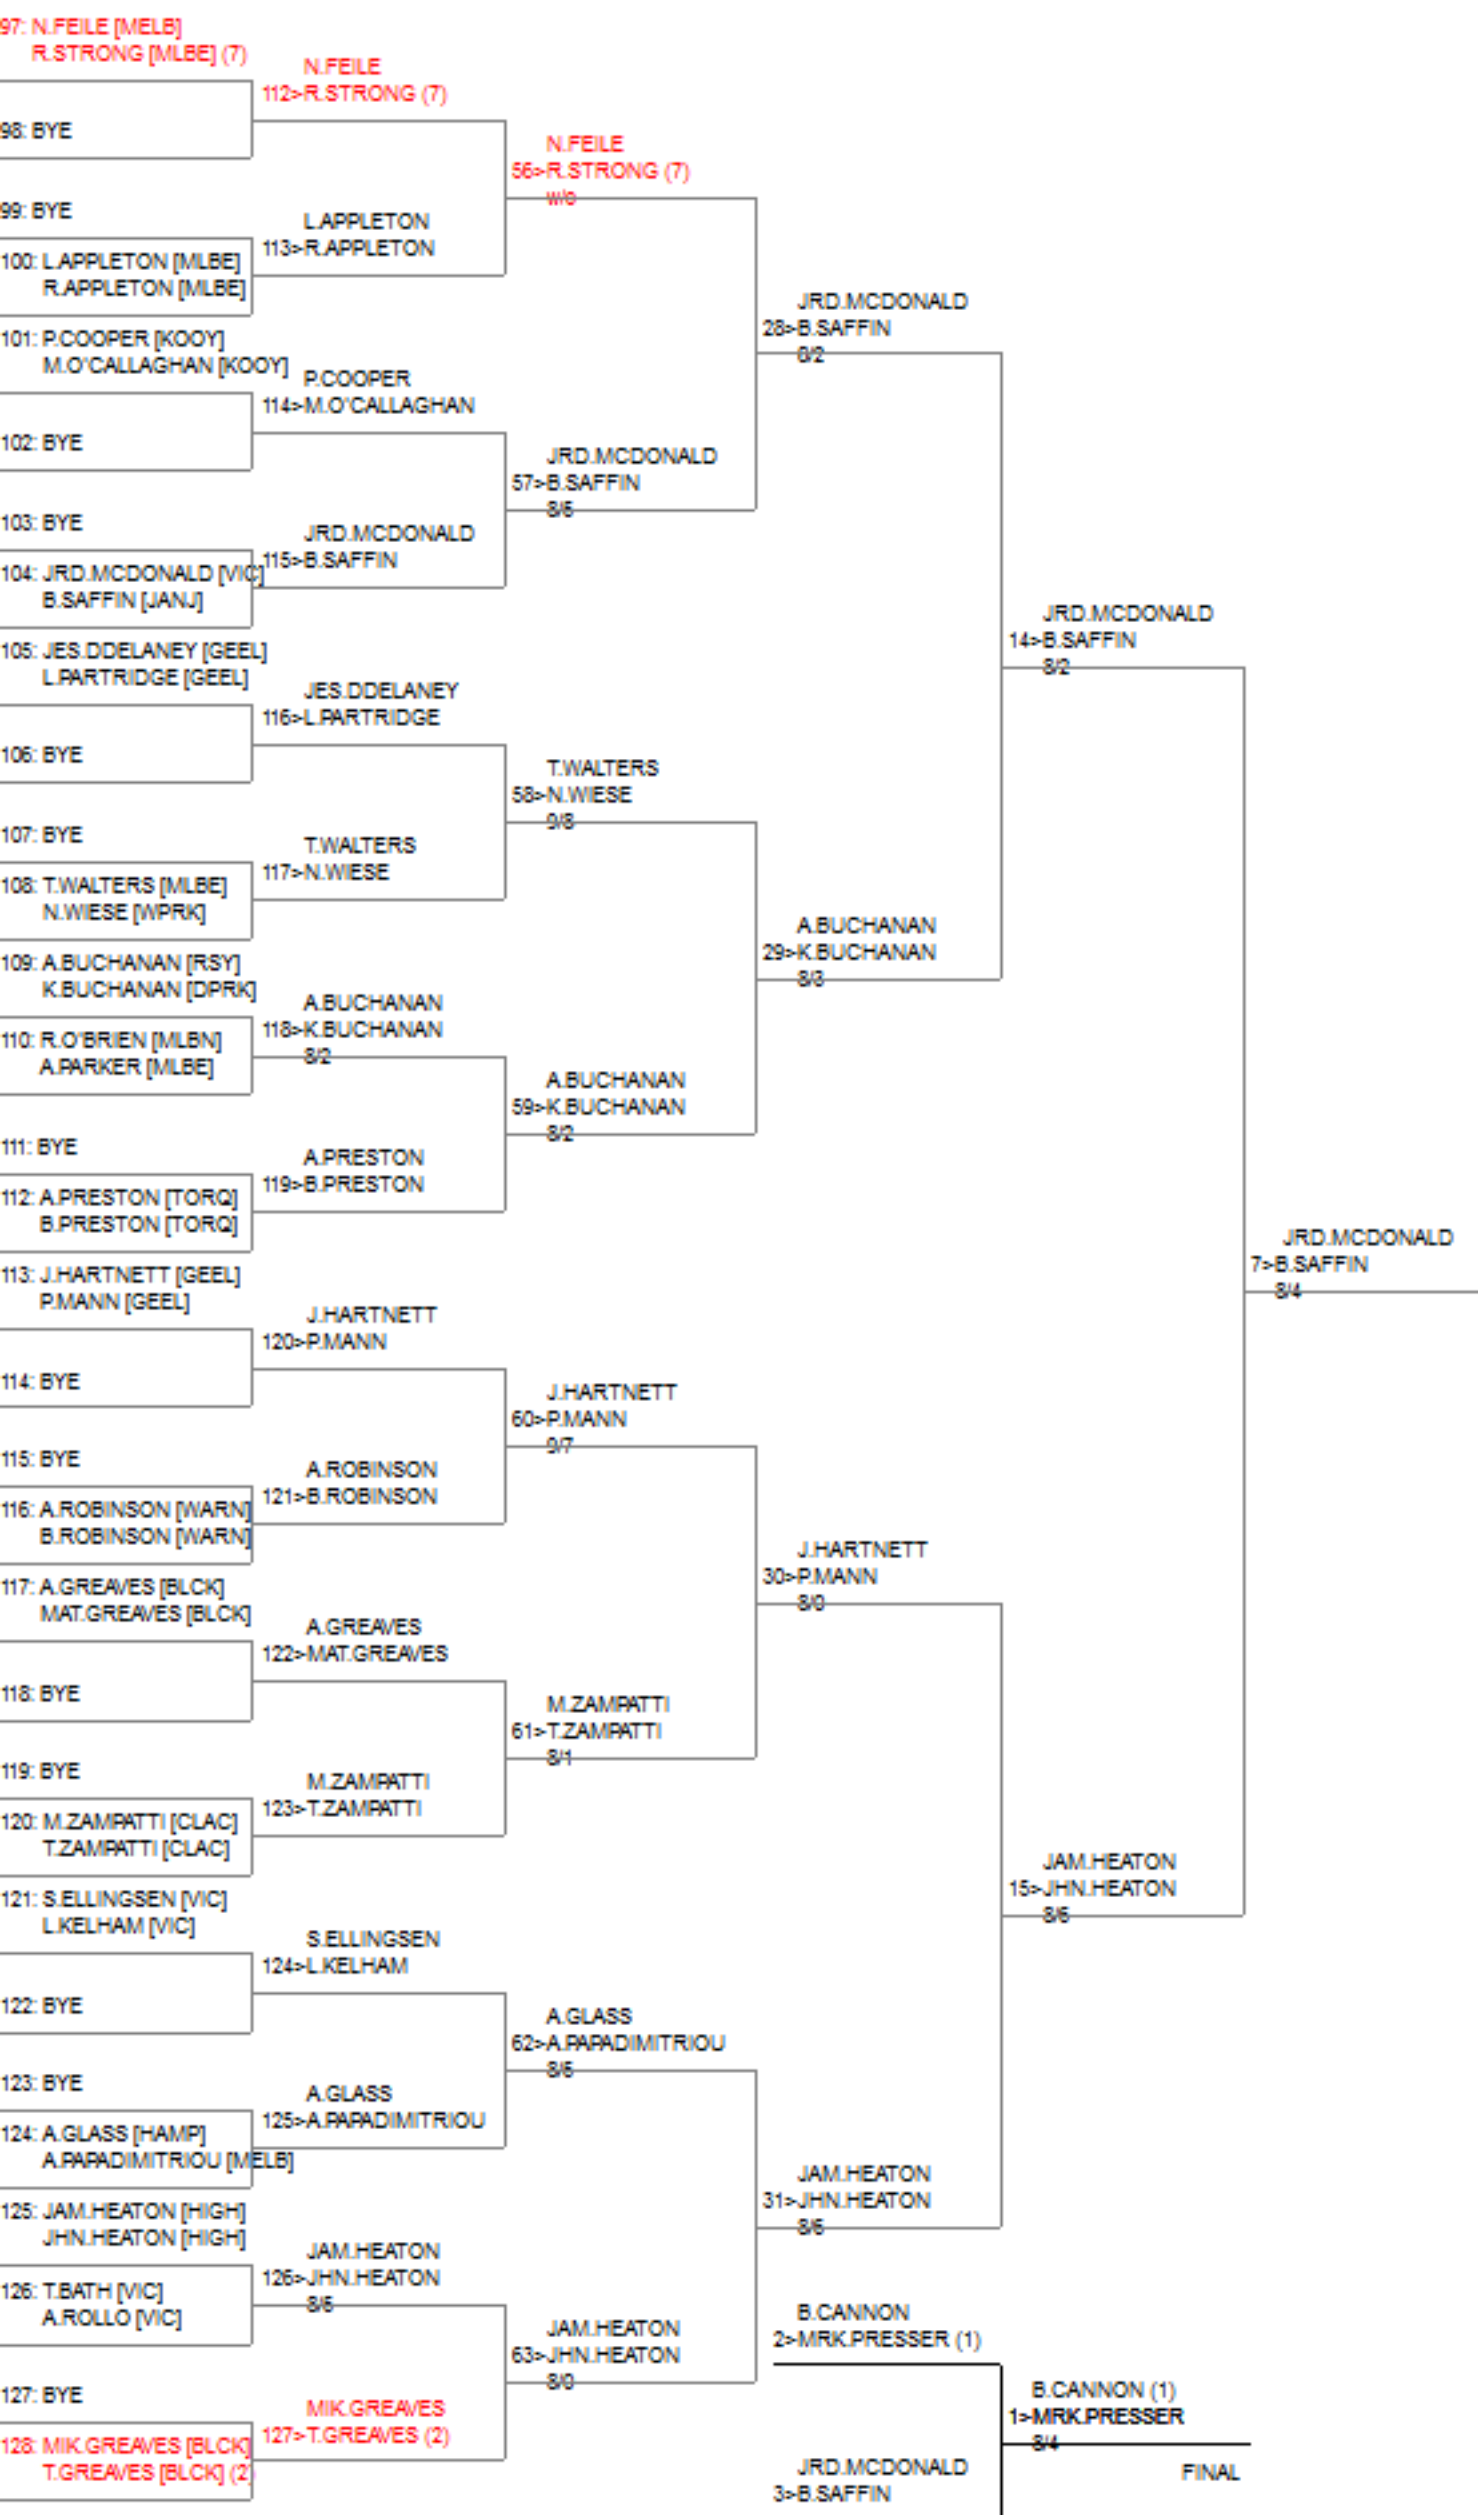 97: N.FEILE [MELB]
R.STRONG [MLBE] (7)
98: BYE
99: BYE
100: L.APPLETON [MLBE]
R.APPLETON [MLBE]
101: P.COOPER [KOOY]
M.O'CALLAGHAN [KOOY]
102: BYE
103: BYE
104: JRD.MCDONALD [VIC]
B.SAFFIN [JANJ]
105: JES.DDELANEY [GEEL]
L.PARTRIDGE [GEEL]
106: BYE
107: BYE
108: T.WALTERS [MLBE]
N.WIESE [WPRK]
109: A.BUCHANAN [RSY]
K.BUCHANAN [DPRK]
110: R.O'BRIEN [MLBN]
A.PARKER [MLBE]
111: BYE
112: A.PRESTON [TORQ]
B.PRESTON [TORQ]
113: J.HARTNETT [GEEL]
P.MANN [GEEL]
114: BYE
115: BYE
116: A.ROBINSON [WARN]
B.ROBINSON [WARN]
117: A.GREAVES [BLCK]
MAT.GREAVES [BLCK]
118: BYE
119: BYE
120: M.ZAMPATTI [CLAC]
T.ZAMPATTI [CLAC]
121: S.ELLINGSEN [VIC]
L.KELHAM [VIC]
122: BYE
123: BYE
124: A.GLASS [HAMP]
A.PAPADIMITRIOU [MELB]
125: JAM.HEATON [HIGH]
JHN.HEATON [HIGH]
126: T.BATH [VIC]
A.ROLLO [VIC]
127: BYE
128: MIK.GREAVES [BLCK]
T.GREAVES [BLCK] (2)
N.FEILE
112>R.STRONG (7)
L.APPLETON
113>R.APPLETON
P.COOPER
114>M.O'CALLAGHAN
JRD.MCDONALD
115>B.SAFFIN
JES.DDELANEY
116>L.PARTRIDGE
T.WALTERS
117>N.WIESE
A.BUCHANAN
118>K.BUCHANAN
8/2
A.PRESTON
119>B.PRESTON
J.HARTNETT
120>P.MANN
A.ROBINSON
121>B.ROBINSON
A.GREAVES
122>MAT.GREAVES
M.ZAMPATTI
123>T.ZAMPATTI
S.ELLINGSEN
124>L.KELHAM
A.GLASS
125>A.PAPADIMITRIOU
JAM.HEATON
126>JHN.HEATON
MIK.GREAVES
127>T.GREAVES (2)
N.FEILE
56>R.STRONG (7)
w/o
JRD.MCDONALD
57>B.SAFFIN
T.WALTERS
58>N.WIESE
9/8
A.BUCHANAN
59>K.BUCHANAN
8/2
J.HARTNETT
60>P.MANN
9/7
M.ZAMPATTI
61>T.ZAMPATTI
8/1
A.GLASS
62>A.PAPADIMITRIOU
JAM.HEATON
63>JHN.HEATON
8/0
JRD.MCDONALD
28>B.SAFFIN
A.BUCHANAN
29>K.BUCHANAN
8/3
J.HARTNETT
30>P.MANN
8/0
JAM.HEATON
31>JHN.HEATON
JRD.MCDONALD
14>B.SAFFIN
8/2
JAM.HEATON
15>JHN.HEATON
JRD.MCDONALD
7>B.SAFFIN
8/4
B.CANNON
2>MRK.PRESSER (1)
JRD.MCDONALD
3>B.SAFFIN
B.CANNON (1)
1>MRK.PRESSER
8/4
FINAL